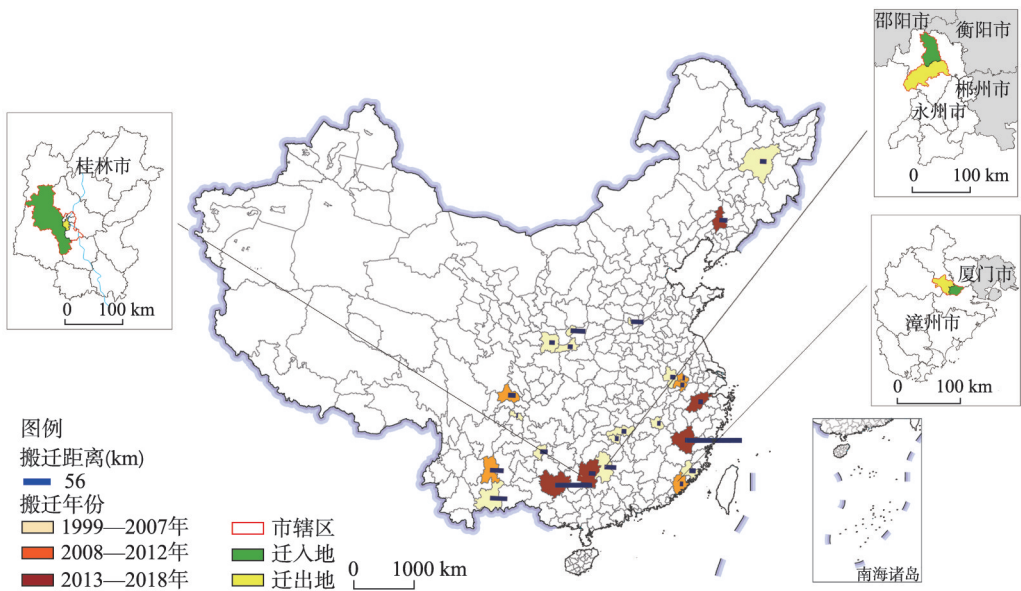 邵阳市
衡阳市
郴州市
永州市
0 100 km
桂林市
0 100 km
厦门市
漳州市
0 100 km
图例
搬迁距离(km)
56
搬迁年份
1999—2007年
2008—2012年
2013—2018年
市辖区
迁入地
迁出地
0 1000 km
南海诸岛